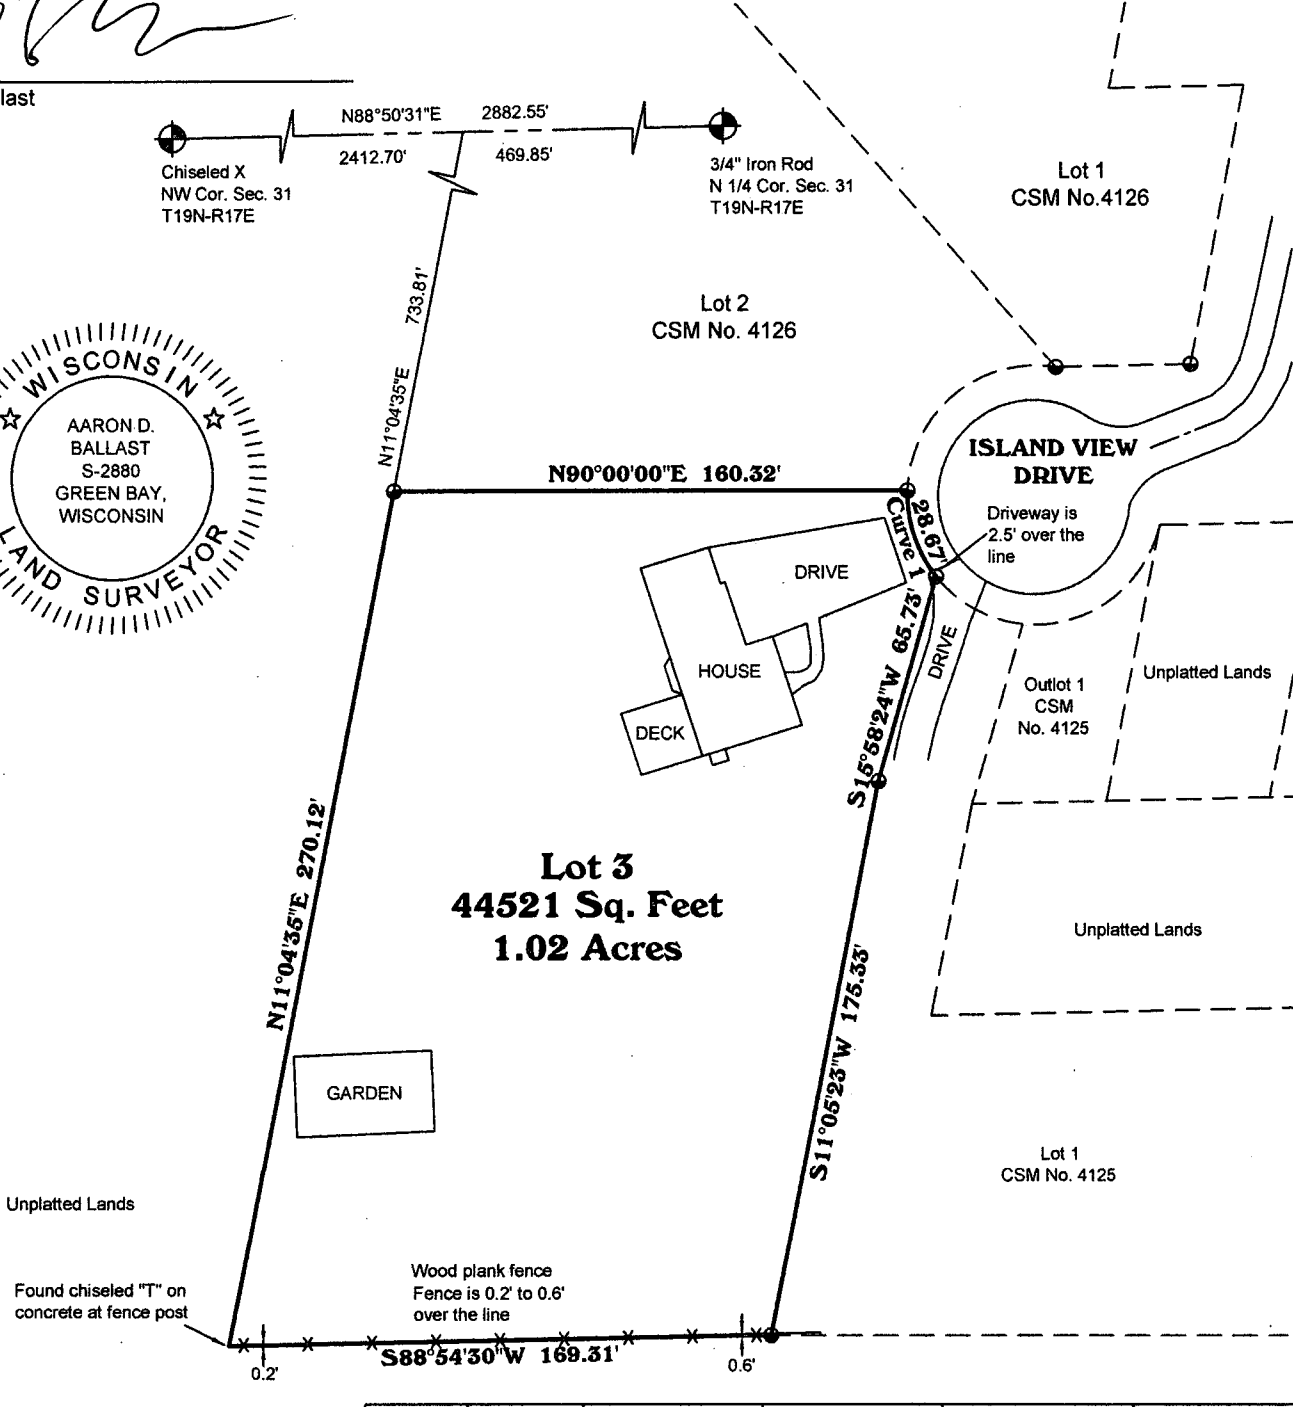 last
N88°50'31"E 2882.55'
2412.70' 469.85'
Chiseled X
NW Cor. Sec. 31
T19N-R17E
3/4" Iron Rod
N 1/4 Cor. Sec. 31
T19N-R17E
Lot 1
CSM No.4126
N11°04'35"E 733.81'
Lot 2
CSM No. 4126
WISCONSIN
AARON D.
BALLAST
S-2880
GREEN BAY,
WISCONSIN
LAND SURVEYOR
ISLAND VIEW
DRIVE
N90°00'00"E 160.32'
28.67'
Curve 1
Driveway is
2.5' over the
line
DRIVE
HOUSE
DECK
S15°58'24"W 65.73'
DRIVE
Outlot 1
CSM
No. 4125
Unplatted Lands
N11°04'35"E 270.12'
Lot 3
44521 Sq. Feet
1.02 Acres
Unplatted Lands
S11°05'23"W 175.33'
GARDEN
Lot 1
CSM No. 4125
Unplatted Lands
Found chiseled "T" on
concrete at fence post
Wood plank fence
Fence is 0.2' to 0.6'
over the line
S88°54'30"W 169.31'
0.2'
0.6'